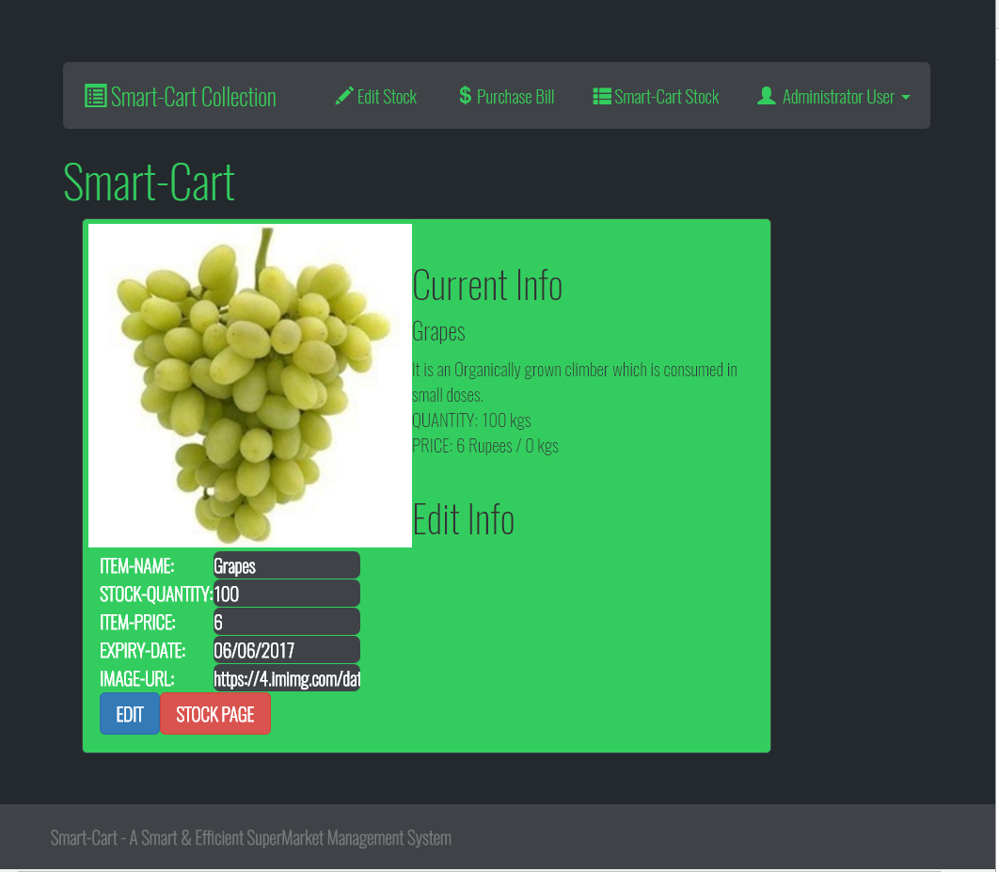 Smart-Cart Collection
Edit Stock
Purchase Bill
Smart-Cart Stock
Administrator User
Smart-Cart
Current Info
Grapes
It is an Organically grown climber which is consumed in
small doses.
QUANTITY: 100 kgs
PRICE: 6 Rupees / 0 kgs
Edit Info
ITEM-NAME: Grapes
STOCK-QUANTITY: 100
ITEM-PRICE: 6
EXPIRY-DATE: 06/06/2017
IMAGE-URL: https://4.imimg.com/dat
EDIT STOCK PAGE
Smart-Cart - A Smart & Efficient SuperMarket Management System